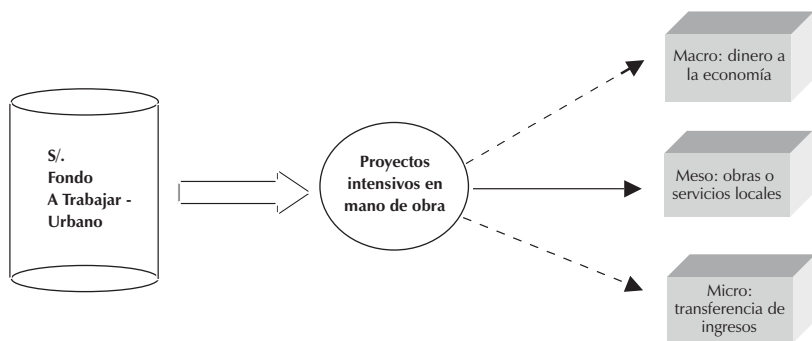 S/.
Fondo
A Trabajar -
Urbano
Proyectos
intensivos en
mano de obra
Macro: dinero a
la economía
Meso: obras o
servicios locales
Micro:
transferencia de
ingresos